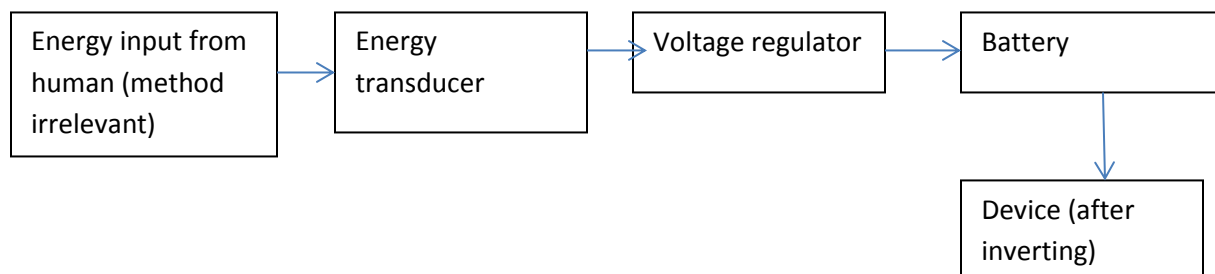 Energy input from
human (method
irrelevant)
Energy
transducer
Voltage regulator
Battery
Device (after
inverting)